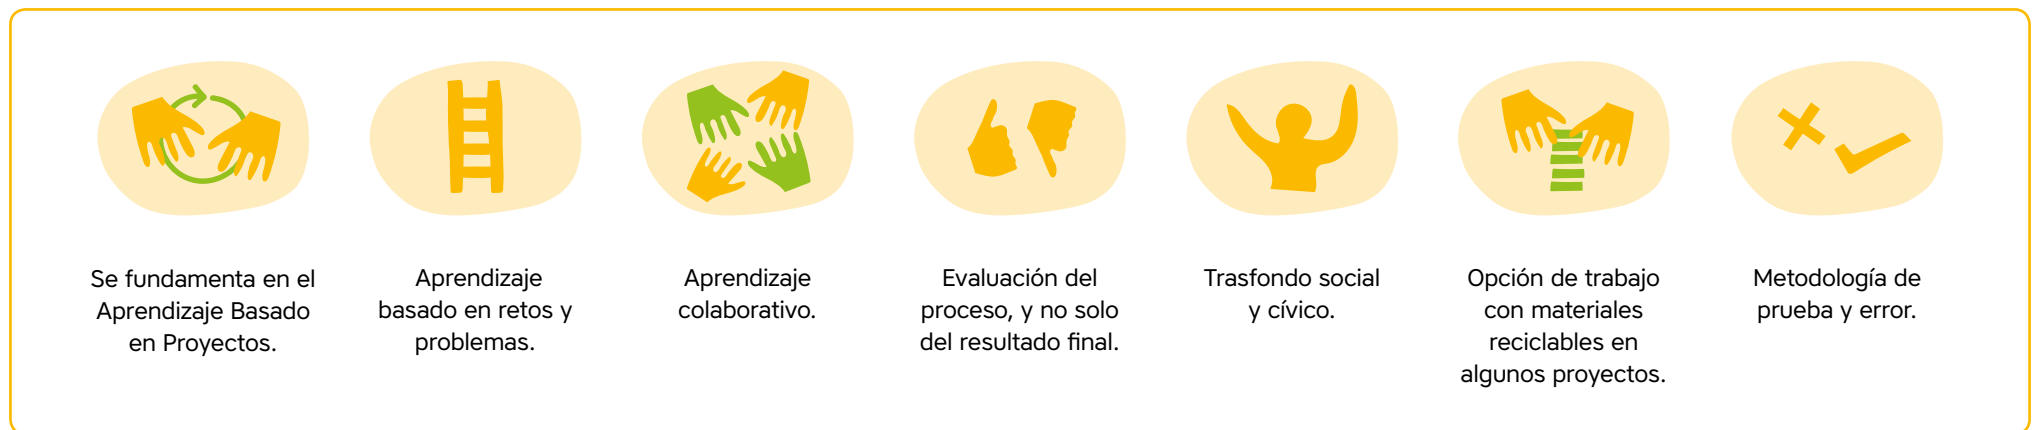 Se fundamenta en el
Aprendizaje Basado
en Proyectos.
Aprendizaje
basado en retos y
problemas.
Aprendizaje
colaborativo.
Evaluación del
proceso, y no solo
del resultado final.
Trasfondo social
y cívico.
Opción de trabajo
con materiales
reciclables en
algunos proyectos.
Metodología de
prueba y error.